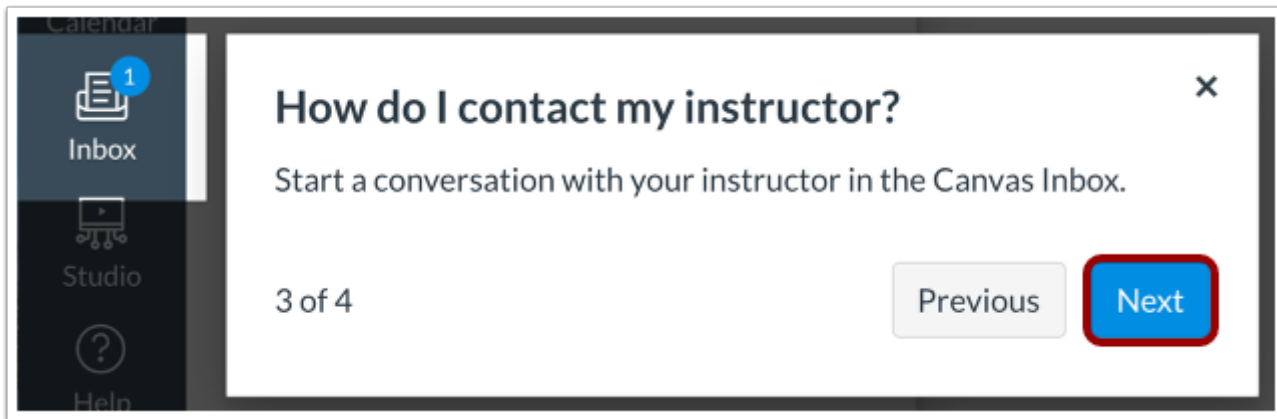 Calendar
1
Inbox
Studio
Help
How do I contact my instructor?
×
Start a conversation with your instructor in the Canvas Inbox.
3 of 4
Previous
Next